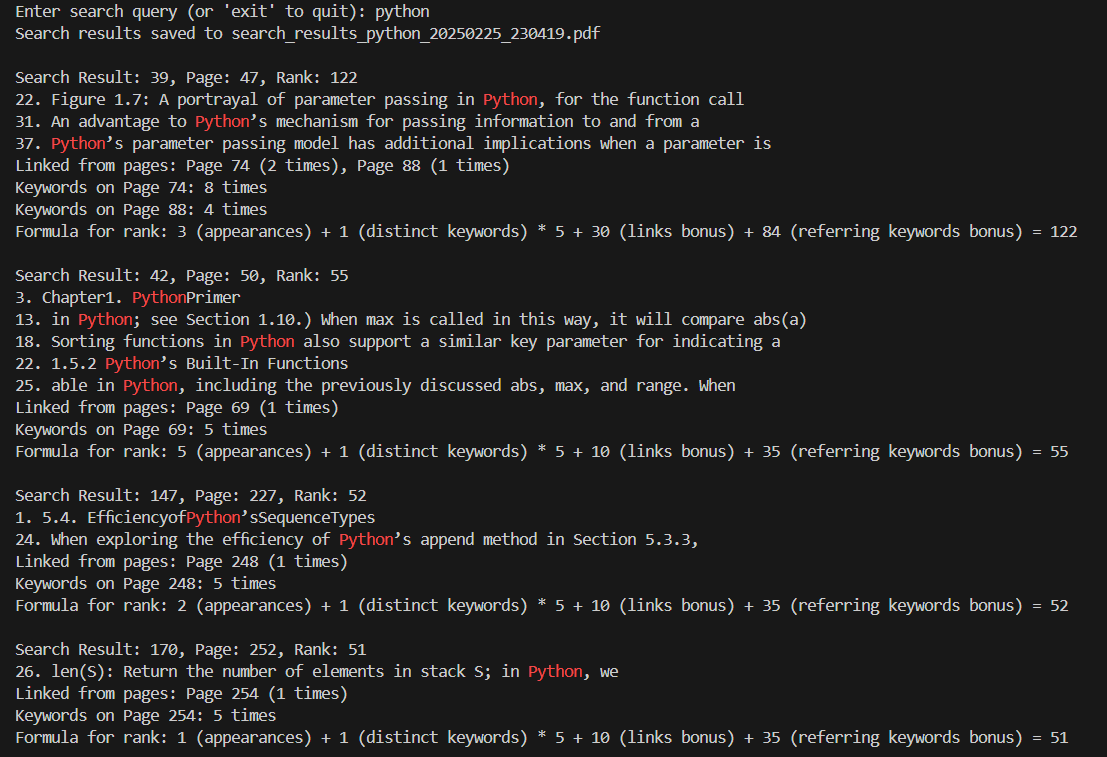 Enter search query (or 'exit' to quit): python
Search results saved to search_results_python_20250225_230419.pdf
Search Result: 39, Page: 47, Rank: 122
22. Figure 1.7: A portrayal of parameter passing in Python, for the function call
31. An advantage to Python’s mechanism for passing information to and from a
37. Python’s parameter passing model has additional implications when a parameter is
Linked from pages: Page 74 (2 times), Page 88 (1 times)
Keywords on Page 74: 8 times
Keywords on Page 88: 4 times
Formula for rank: 3 (appearances) + 1 (distinct keywords) * 5 + 30 (links bonus) + 84 (referring keywords bonus) = 122
Search Result: 42, Page: 50, Rank: 55
3. Chapter1. PythonPrimer
13. in Python; see Section 1.10.) When max is called in this way, it will compare abs(a)
18. Sorting functions in Python also support a similar key parameter for indicating a
22. 1.5.2 Python’s Built-In Functions
25. able in Python, including the previously discussed abs, max, and range. When
Linked from pages: Page 69 (1 times)
Keywords on Page 69: 5 times
Formula for rank: 5 (appearances) + 1 (distinct keywords) * 5 + 10 (links bonus) + 35 (referring keywords bonus) = 55
Search Result: 147, Page: 227, Rank: 52
1. 5.4. EfficiencyofPython’sSequenceTypes
24. When exploring the efficiency of Python’s append method in Section 5.3.3,
Linked from pages: Page 248 (1 times)
Keywords on Page 248: 5 times
Formula for rank: 2 (appearances) + 1 (distinct keywords) * 5 + 10 (links bonus) + 35 (referring keywords bonus) = 52
Search Result: 170, Page: 252, Rank: 51
26. len(S): Return the number of elements in stack S; in Python, we
Linked from pages: Page 254 (1 times)
Keywords on Page 254: 5 times
Formula for rank: 1 (appearances) + 1 (distinct keywords) * 5 + 10 (links bonus) + 35 (referring keywords bonus) = 51